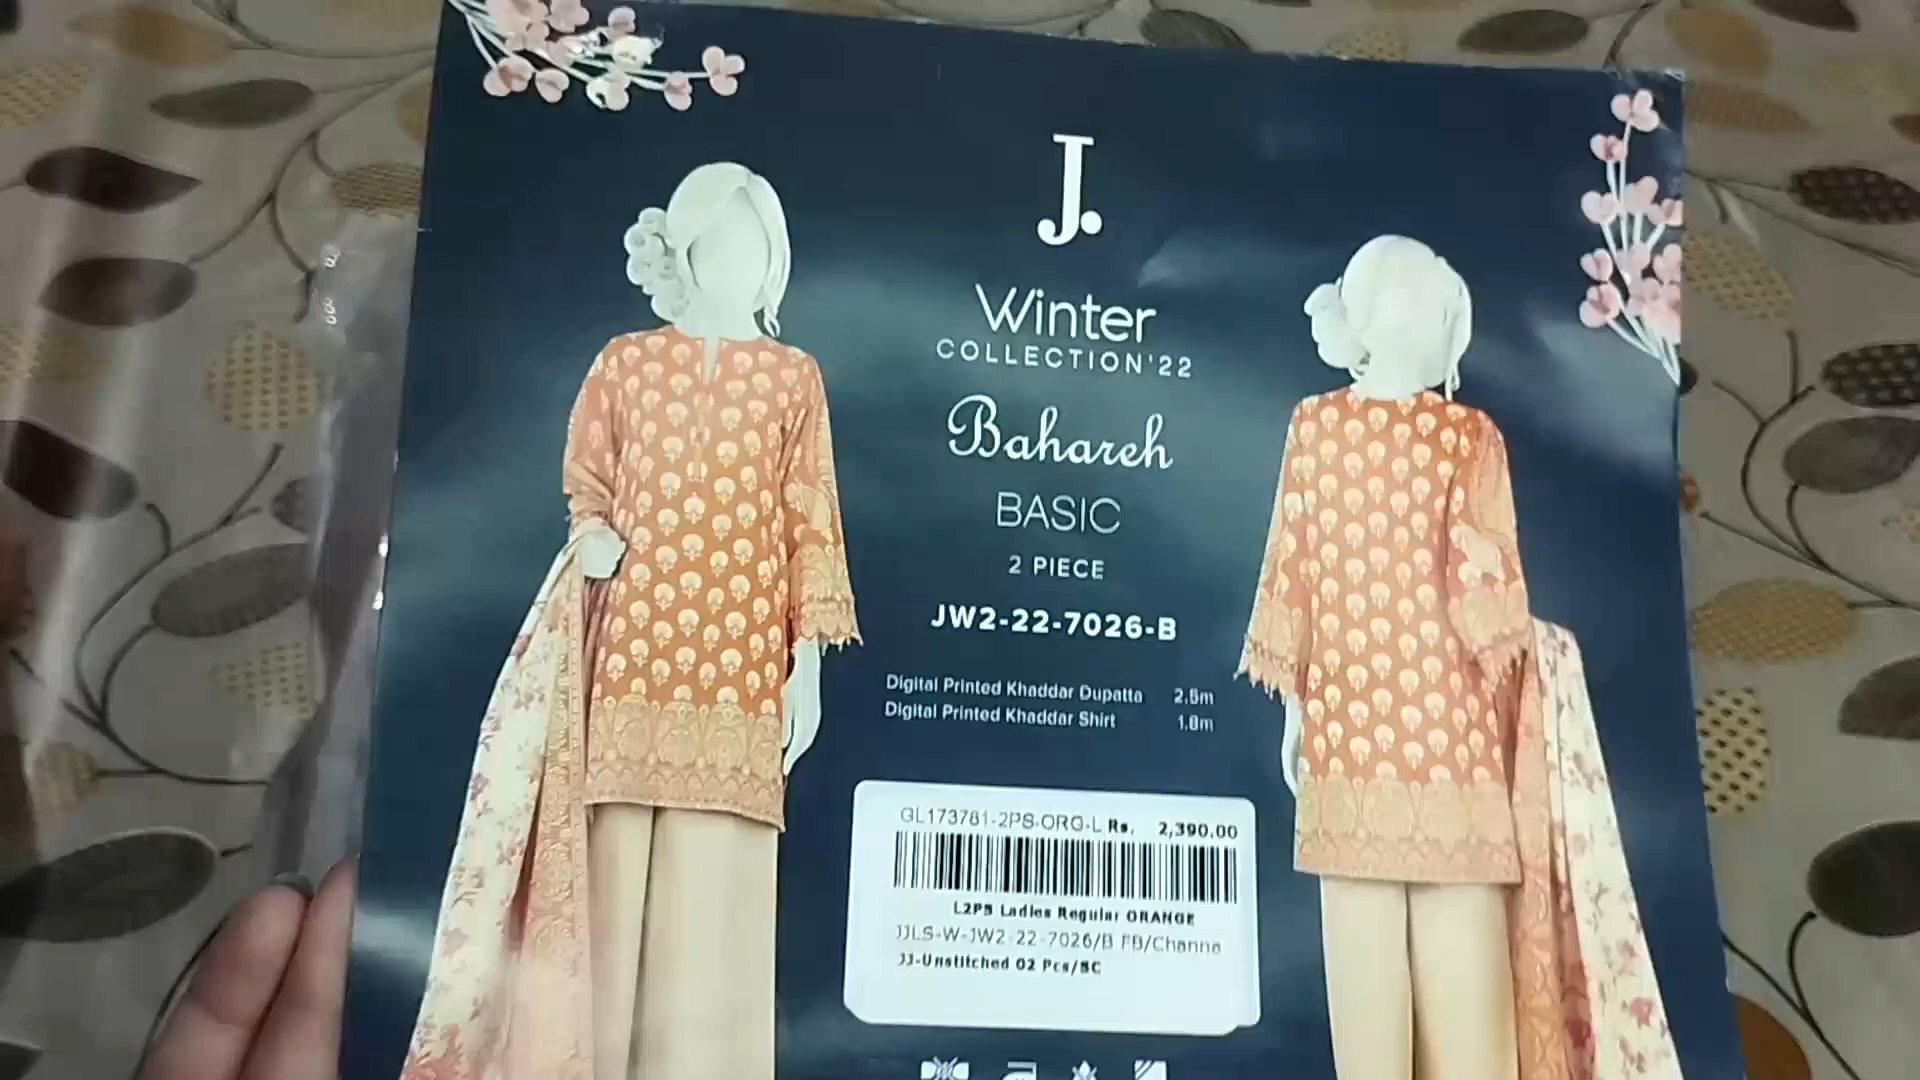 J.
Winter
COLLECTION'22
Bahareh
BASIC
2 PIECE
JW2-22-7026-B
Digital Printed Khaddar Dupatta 2.5m
Digital Printed Khaddar Shirt 1.8m
GL173781-2PS-ORG-L Rs. 2,390.00
L2PS Ladies Regular ORANGE
JJLS-W-JW2-22-7026/B FB/Channa
JJ-Unstitched 02 Pcs/SC